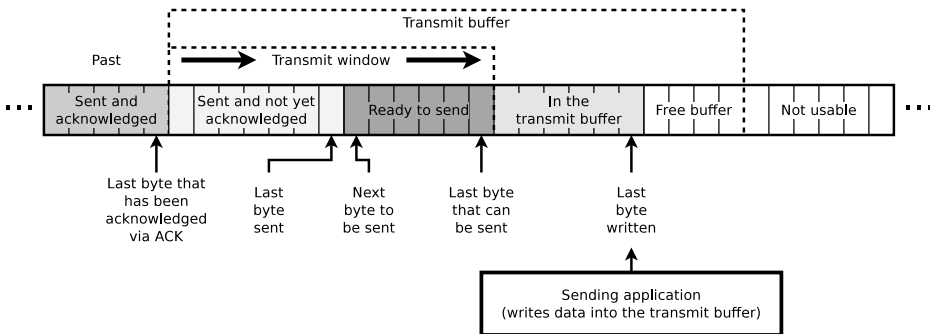 Transmit buffer
Past
Transmit window
Sent and
acknowledged
Sent and not yet
acknowledged
Ready to send
In the
transmit buffer
Free buffer
Not usable
Last byte that
has been
acknowledged
via ACK
Last
byte
sent
Next
byte to
be sent
Last byte
that can
be sent
Last
byte
written
Sending application
(writes data into the transmit buffer)